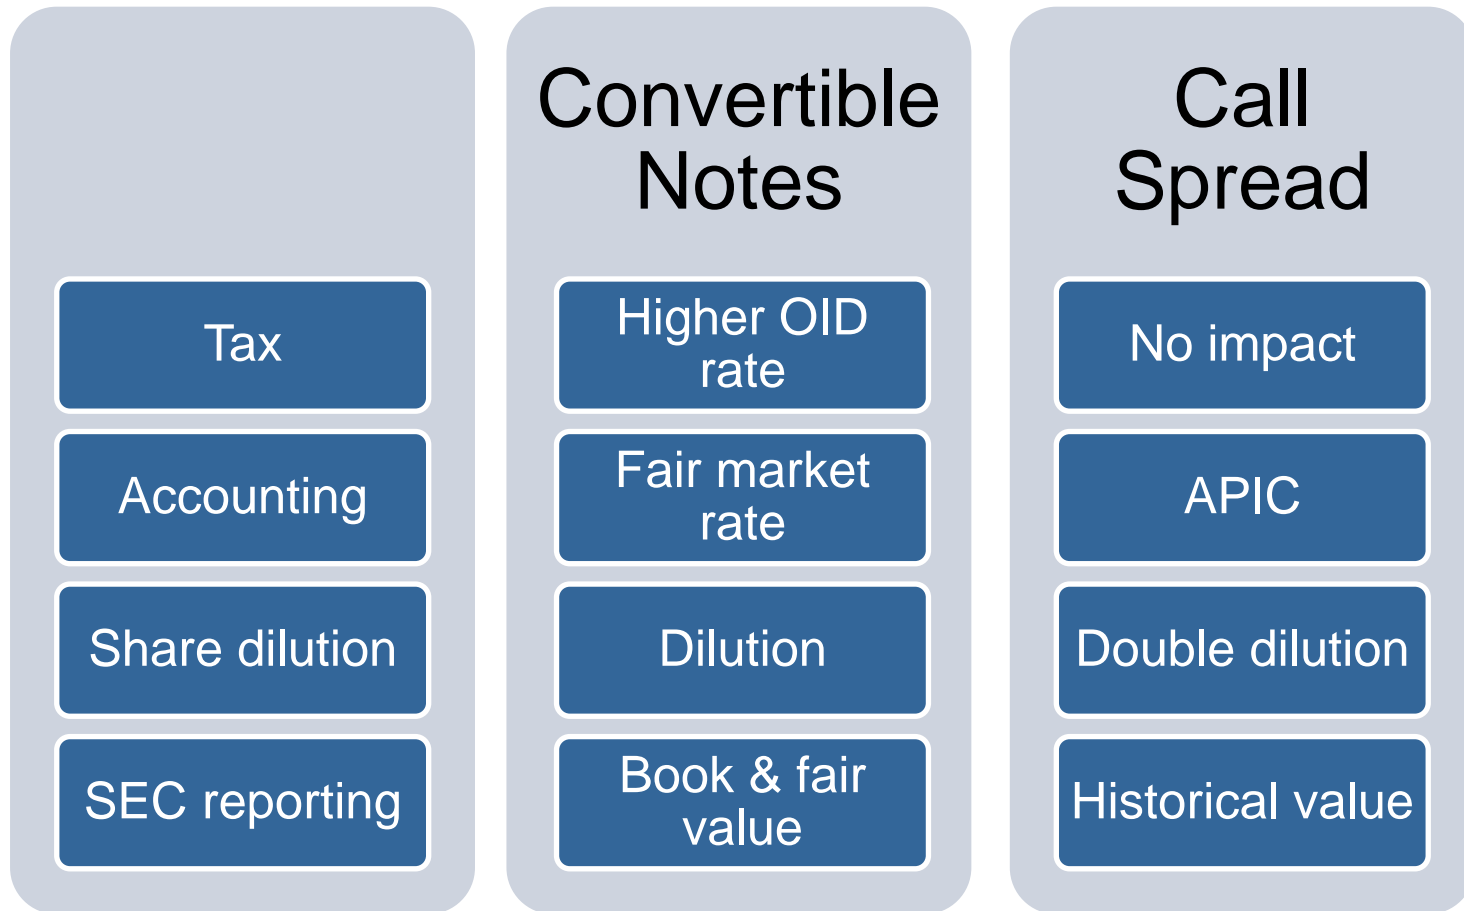 Convertible
Notes
Call
Spread
Tax
Higher OID
rate
No impact
Accounting
Fair market
rate
APIC
Share dilution
Dilution
Double dilution
SEC reporting
Book & fair
value
Historical value